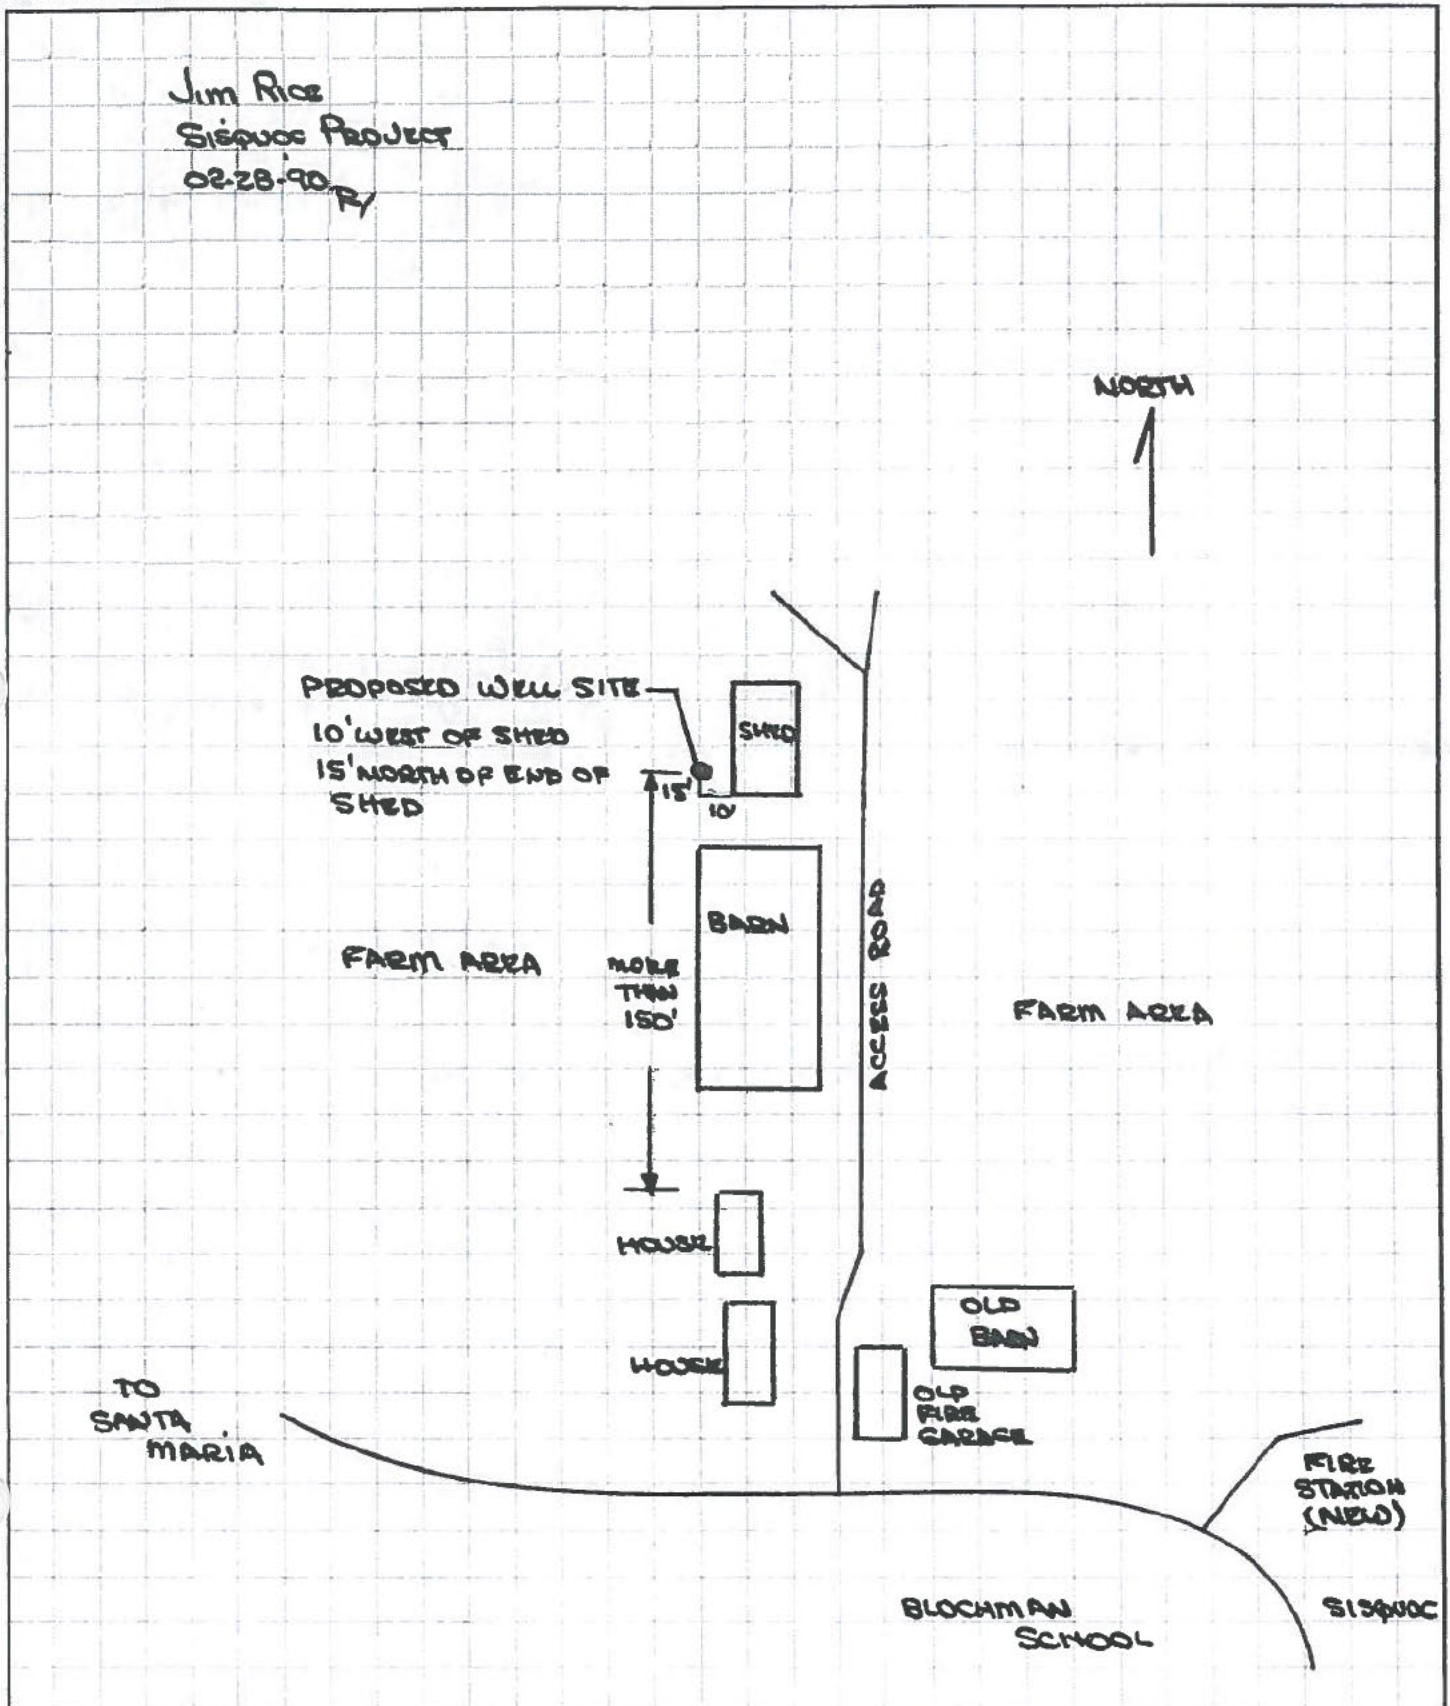 Jim Rice
Sisquoc Project
02-28-90
NORTH
PROPOSED WELL SITE
10' WEST OF SHED
15' NORTH OF END OF
SHED
SHED
15'
10'
BARN
ACCESS ROAD
FARM AREA
MORE
THAN
150'
FARM AREA
HOUSE
HOUSE
OLD
BARN
OLD
FIRE
GARAGE
TO
SANTA
MARIA
FIRE
STATION
(NEW)
BLOCHMAN
SCHOOL
SISQUOC